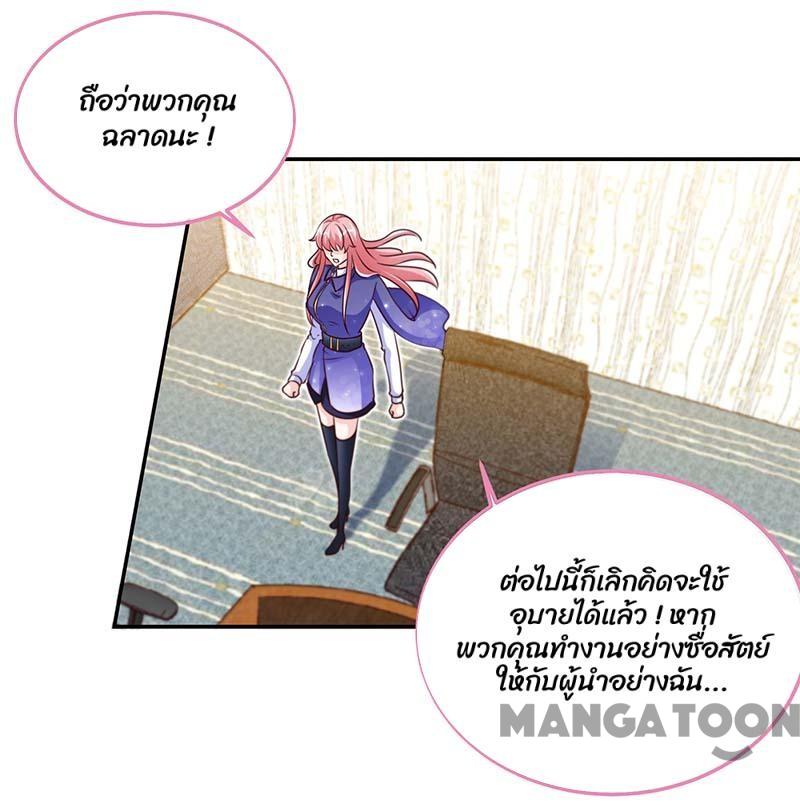 ถือว่าพวกคุณ
ฉลาดนะ !
ต่อไปนี้ก็เลิกคิดจะใช้
อุบายได้แล้ว ! หาก
พวกคุณทำงานอย่างซื่อสัตย์
ให้กับผู้นำอย่างฉัน...
MANGATOON